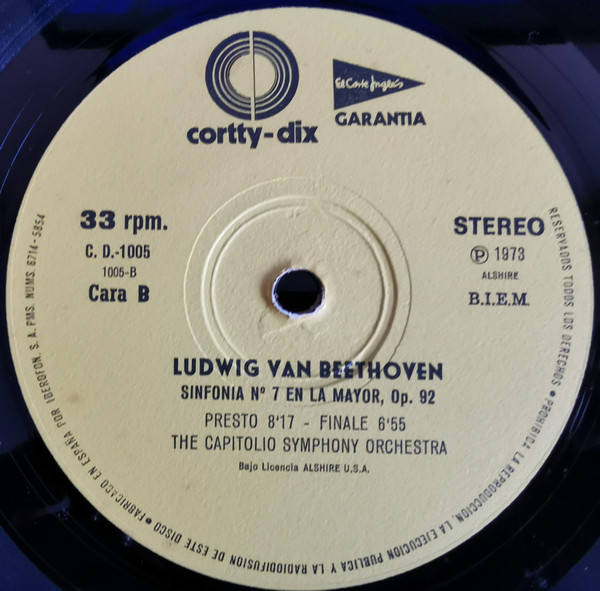 cortty-dix
El Corte Inglés
GARANTIA
33 rpm.
C. D.-1005
1005-B
Cara B
STEREO
Ⓟ 1973
ALSHIRE
B.I.E.M.
LUDWIG VAN BEETHOVEN
SINFONIA Nº 7 EN LA MAYOR, Op. 92
PRESTO 8'17 - FINALE 6'55
THE CAPITOLIO SYMPHONY ORCHESTRA
Bajo Licencia ALSHIRE U.S.A.
RESERVADOS TODOS LOS DERECHOS • PROHIBICA LA REPRODUCCION, LA EJECUCION PUBLICA Y LA RADIODIFUSION DE ESTE DISCO • FABRICADO EN ESPAÑA POR IBEROFON, S. A. PMS. NUMS. 6714-5854